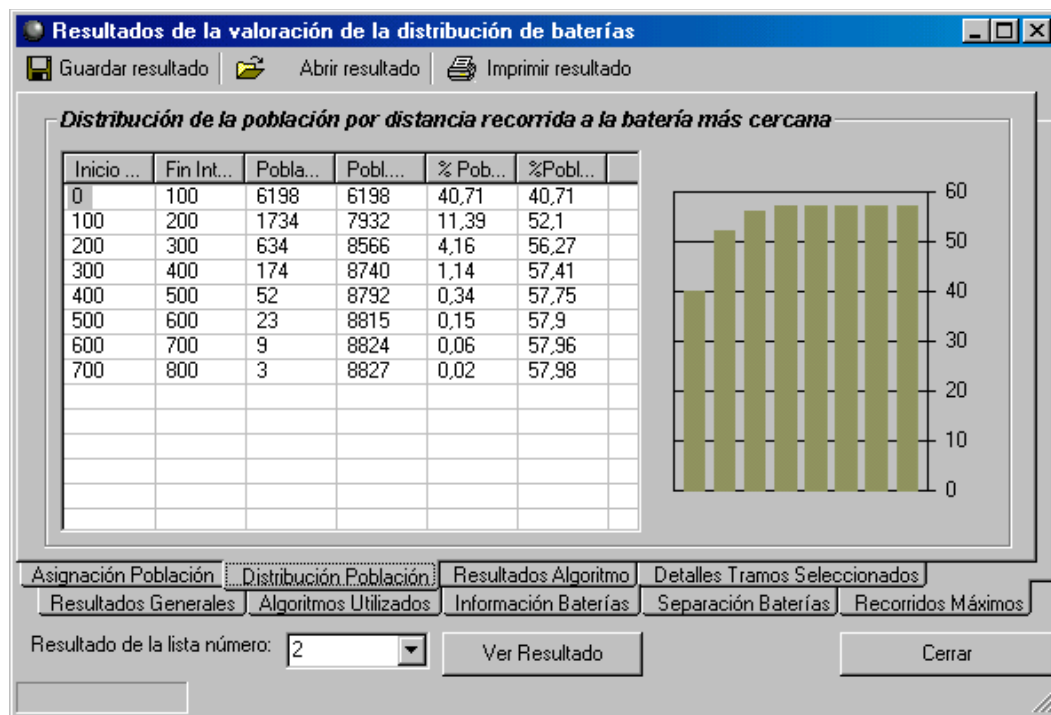 Resultados de la valoración de la distribución de baterías
Guardar resultado Abrir resultado Imprimir resultado
Distribución de la población por distancia recorrida a la batería más cercana
Inicio ... Fin Int... Pobla... Pobl.... % Pob... %Pobl...
0 100 6198 6198 40,71 40,71
100 200 1734 7932 11,39 52,1
200 300 634 8566 4,16 56,27
300 400 174 8740 1,14 57,41
400 500 52 8792 0,34 57,75
500 600 23 8815 0,15 57,9
600 700 9 8824 0,06 57,96
700 800 3 8827 0,02 57,98
60
50
40
30
20
10
0
Asignación Población Distribución Población Resultados Algoritmo Detalles Tramos Seleccionados
Resultados Generales Algoritmos Utilizados Información Baterías Separación Baterías Recorridos Máximos
Resultado de la lista número: 2 Ver Resultado Cerrar